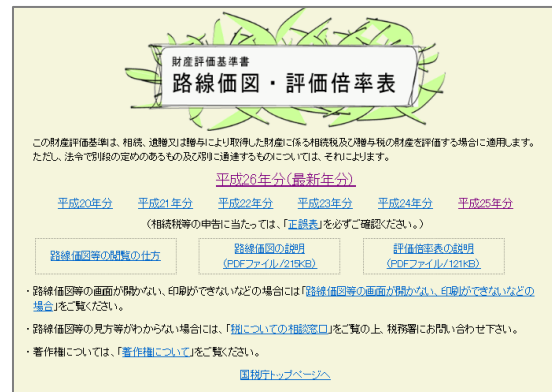 財産評価基準書
路線価図・評価倍率表
この財産評価基準は、相続、遺贈又は贈与により取得した財産に係る相続税及び贈与税の財産を評価する場合に適用します。
ただし、法令で別段の定めのあるもの及び別に通達するものについては、それによります。
平成26年分(最新年分)
平成20年分 平成21年分 平成22年分 平成23年分 平成24年分 平成25年分
(相続税等の申告に当たっては、「正誤表」を必ずご確認ください。)
路線価図等の閲覧の仕方 路線価図の説明 評価倍率表の説明
(PDFファイル/215KB) (PDFファイル/121KB)
・路線価図等の画面が開かない、印刷ができないなどの場合には「路線価図等の画面が開かない、印刷ができないなどの
場合」をご覧ください。
・路線価図等の見方等がわからない場合には、「税についての相談窓口」をご覧の上、税務署にお問い合わせ下さい。
・著作権については、「著作権について」をご覧ください。
国税庁トップページへ